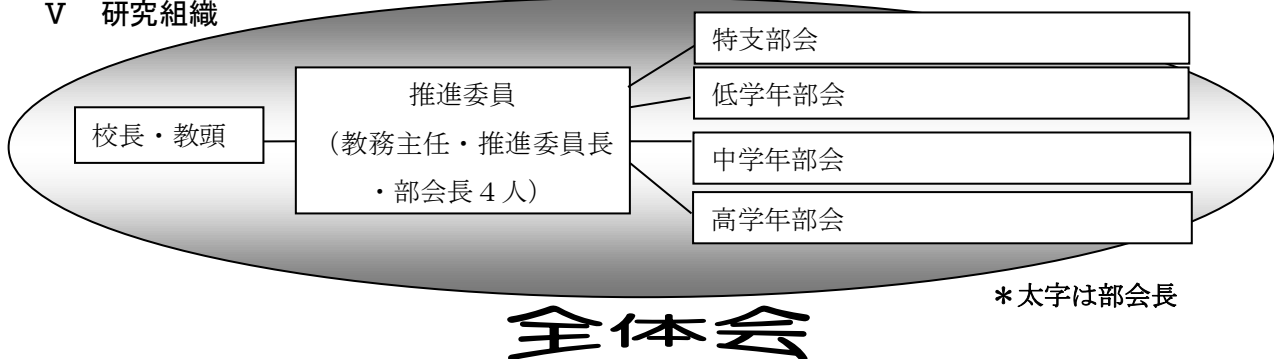 Ⅴ 研究組織
校長・教頭
推進委員
（教務主任・推進委員長
・部会長４人）
特支部会
低学年部会
中学年部会
高学年部会
＊太字は部会長
全体会